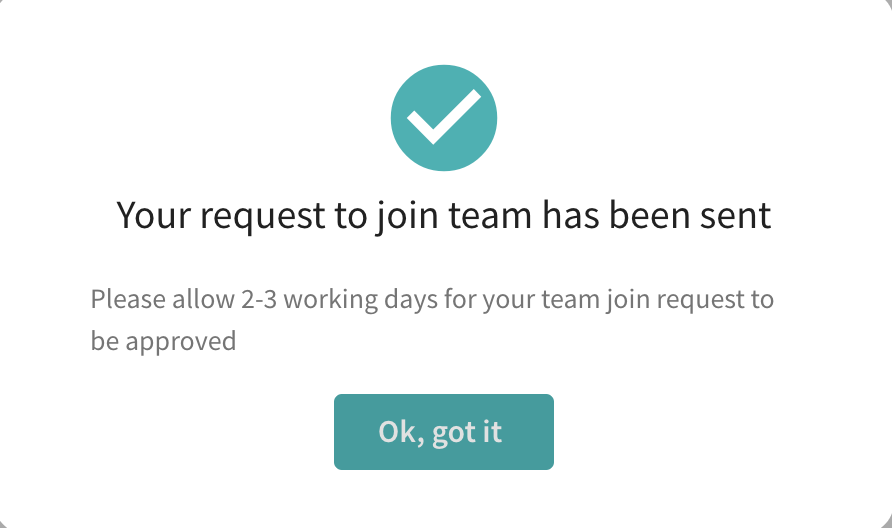 Your request to join team has been sent
Please allow 2-3 working days for your team join request to
be approved
Ok, got it